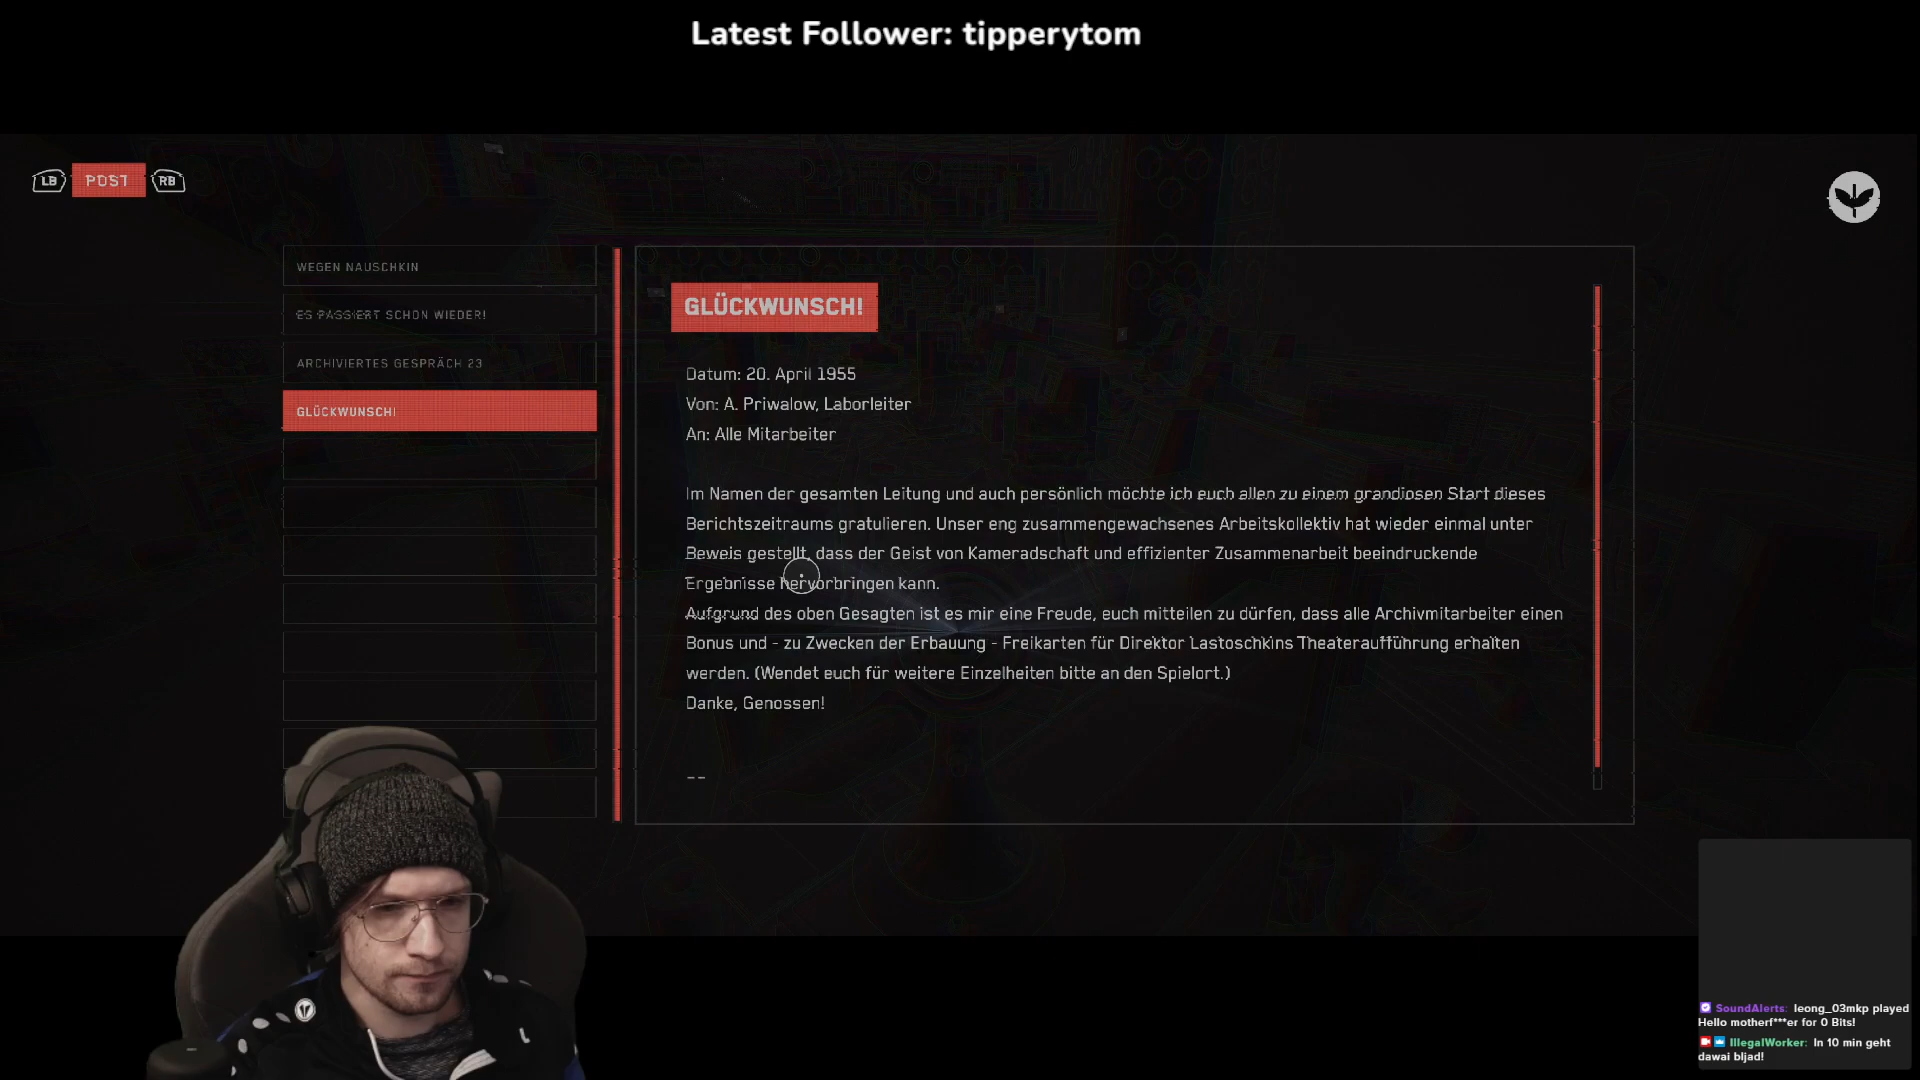 Latest Follower: tipperytom
LB POST RB
WEGEN NAUSCHKIN
ES PASSIERT SCHON WIEDER!
ARCHIVIERTES GESPRÄCH 23
GLÜCKWUNSCH!
GLÜCKWUNSCH!
Datum: 20. April 1955
Von: A. Priwalow, Laborleiter
An: Alle Mitarbeiter
Im Namen der gesamten Leitung und auch persönlich möchte ich euch allen zu einem grandiosen Start dieses
Berichtszeitraums gratulieren. Unser eng zusammengewachsenes Arbeitskollektiv hat wieder einmal unter
Beweis gestellt, dass der Geist von Kameradschaft und effizienter Zusammenarbeit beeindruckende
Ergebnisse hervorbringen kann.
Aufgrund des oben Gesagten ist es mir eine Freude, euch mitteilen zu dürfen, dass alle Archivmitarbeiter einen
Bonus und - zu Zwecken der Erbauung - Freikarten für Direktor Lastoschkins Theateraufführung erhalten
werden. (Wendet euch für weitere Einzelheiten bitte an den Spielort.)
Danke, Genossen!
--
SoundAlerts: leong_03mkp played
Hello motherf***er for 0 Bits!
IllegalWorker: In 10 min geht
dawai bljad!